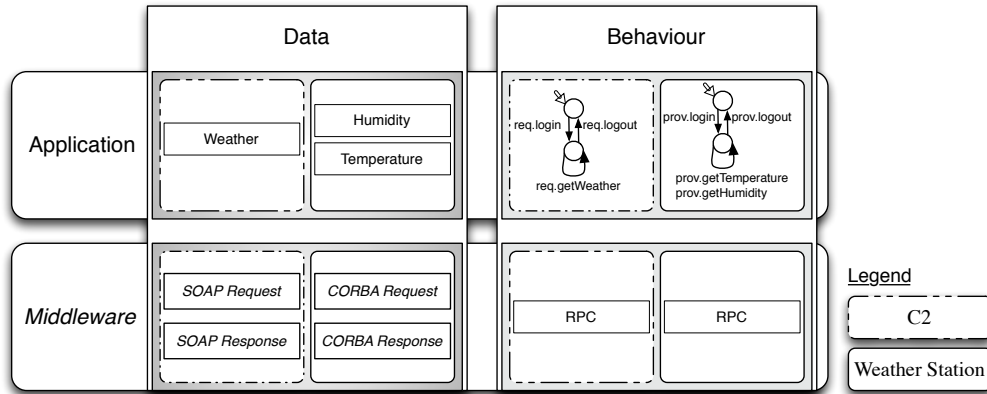 Data
Behaviour
Application
Weather
Humidity
Temperature
req.login
req.logout
req.getWeather
prov.login
prov.logout
prov.getTemperature
prov.getHumidity
Middleware
SOAP Request
SOAP Response
CORBA Request
CORBA Response
RPC
RPC
Legend
C2
Weather Station